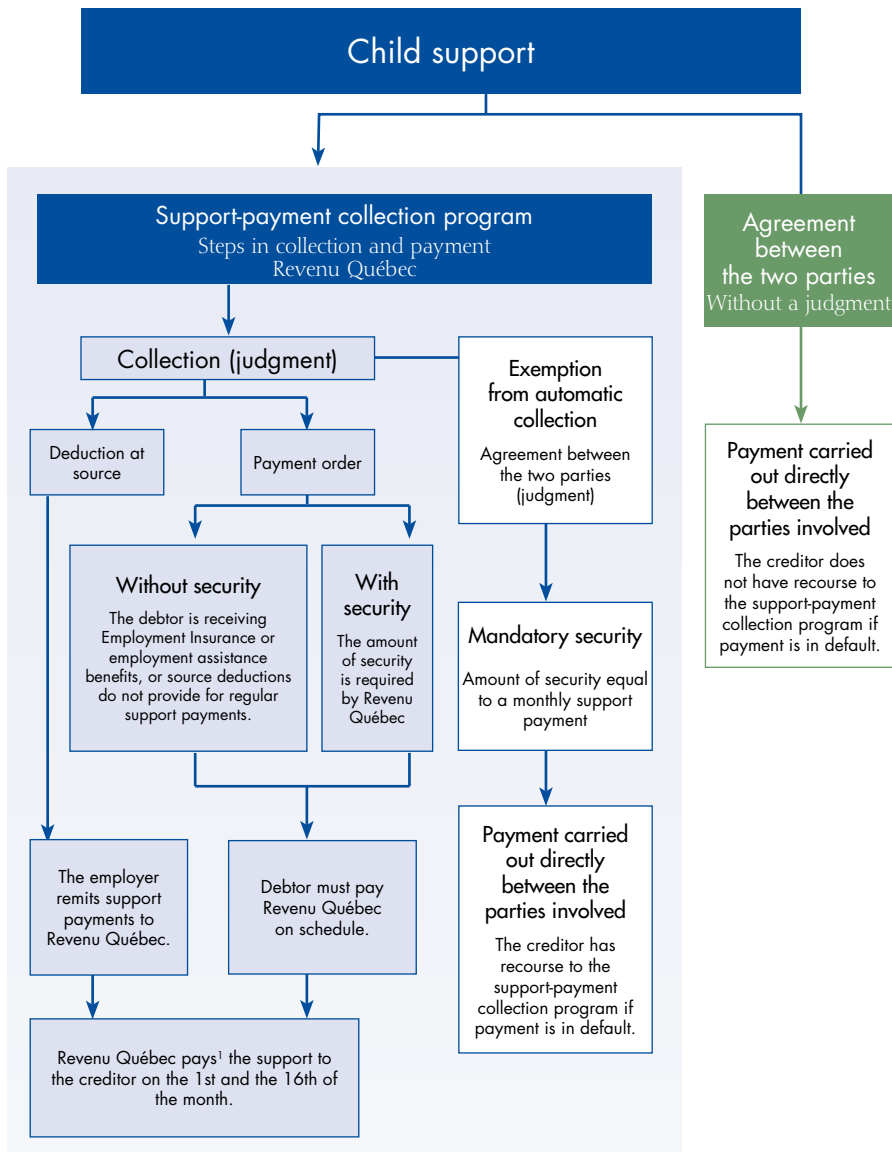 Child support
Support-payment collection program
Steps in collection and payment
Revenu Québec
Agreement
between
the two parties
Without a judgment
Collection (judgment)
Exemption
from automatic
collection
Agreement between
the two parties
(judgment)
Deduction at
source
Payment order
Payment carried
out directly
between the
parties involved
The creditor does
not have recourse to
the support-payment
collection program if
payment is in default.
Without security
The debtor is receiving
Employment Insurance or
employment assistance
benefits, or source deductions
do not provide for regular
support payments.
With
security
The amount
of security
is required
by Revenu
Québec
Mandatory security
Amount of security equal
to a monthly support
payment
The employer
remits support
payments to
Revenu Québec.
Debtor must pay
Revenu Québec
on schedule.
Payment carried
out directly
between the
parties involved
The creditor has
recourse to the
support-payment
collection program if
payment is in default.
Revenu Québec pays¹ the support to
the creditor on the 1st and the 16th of
the month.